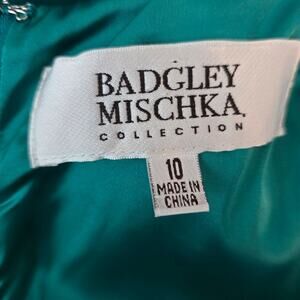 BADGLEY
MISCHKA.
COLLECTION
10
MADE IN
CHINA